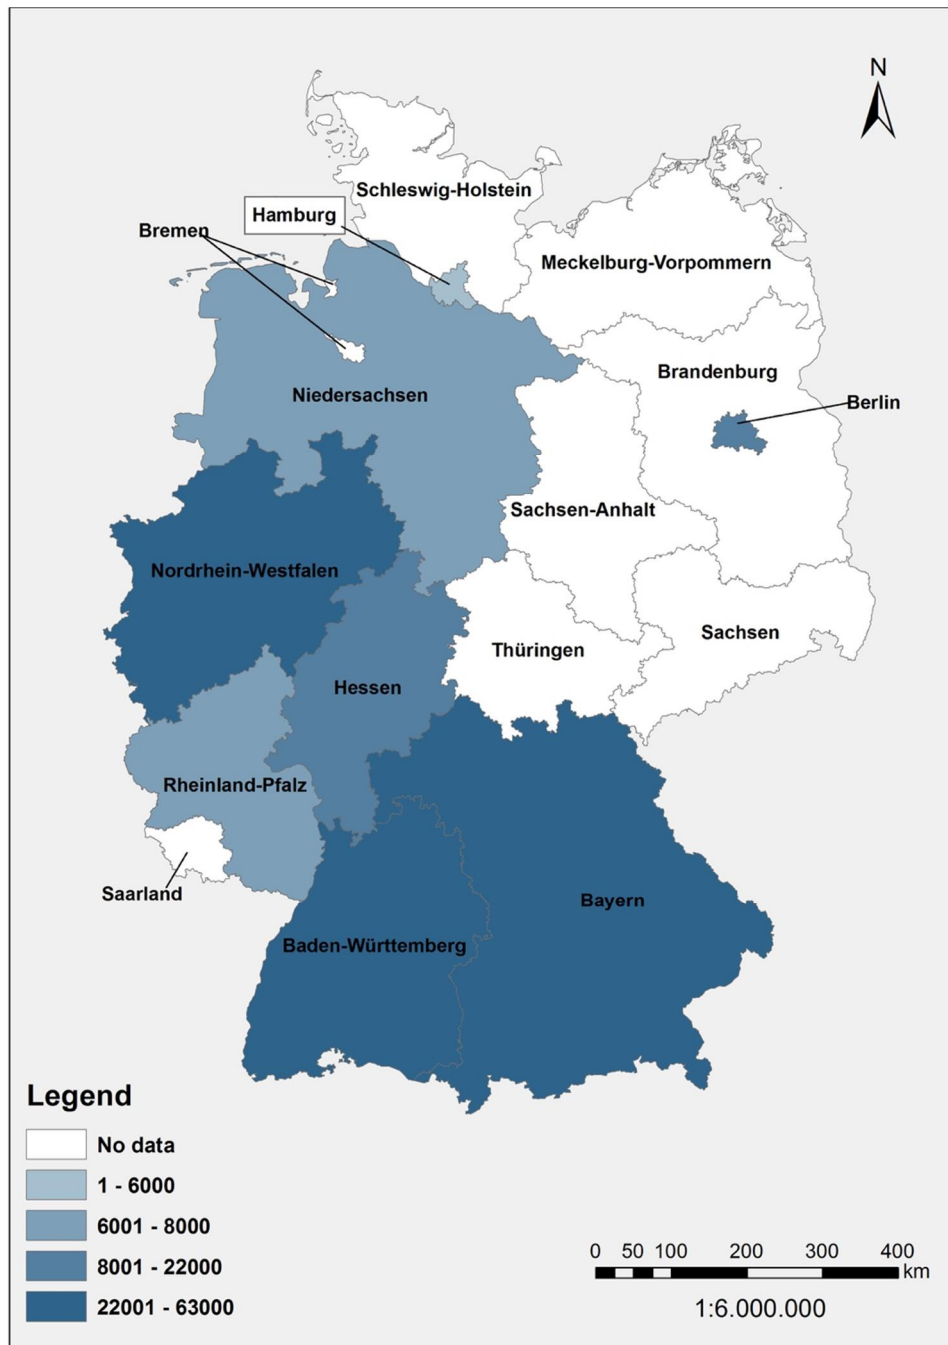 N
Schleswig-Holstein
Hamburg
Bremen
Meckelburg-Vorpommern
Brandenburg
Niedersachsen
Berlin
Sachsen-Anhalt
Nordrhein-Westfalen
Sachsen
Thüringen
Hessen
Rheinland-Pfalz
Saarland
Bayern
Baden-Württemberg
Legend
No data
1 - 6000
6001 - 8000
8001 - 22000
22001 - 63000
0 50 100 200 300 400
km
1:6.000.000